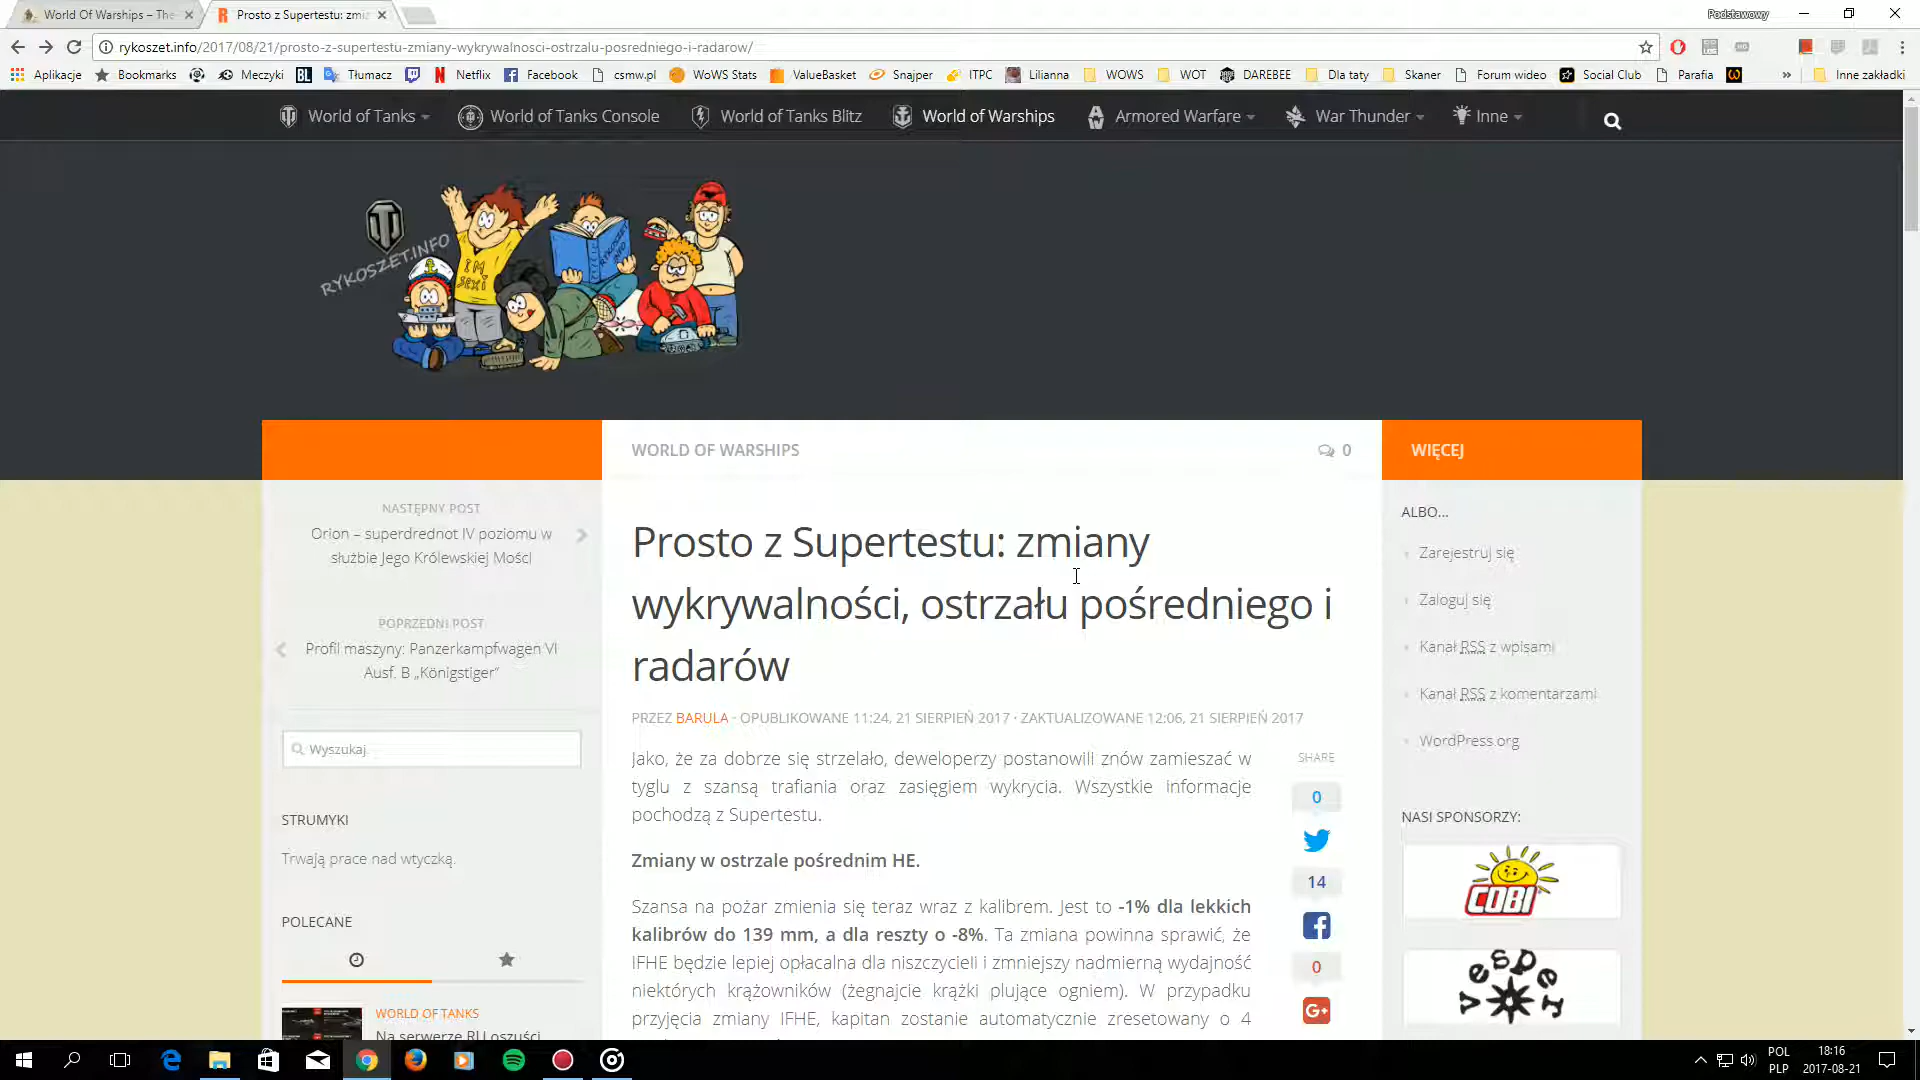 World Of Warships – The
Prosto z Supertestu: zmia
Podstawowy
rykoszet.info/2017/08/21/prosto-z-supertestu-zmiany-wykrywalnosci-ostrzalu-posredniego-i-radarow/
Aplikacje
Bookmarks
Meczyki
BL
Tłumacz
Netflix
Facebook
csmw.pl
WoWS Stats
ValueBasket
Snajper
ITPC
Lilianna
WOWS
WOT
DAREBEE
Dla taty
Skaner
Forum wideo
Social Club
Parafia
»
Inne zakładki
World of Tanks
World of Tanks Console
World of Tanks Blitz
World of Warships
Armored Warfare
War Thunder
Inne
RYKOSZET.INFO
I'M
SEXI
RYKOSZET
INFO
WORLD OF WARSHIPS
0
WIĘCEJ
NASTĘPNY POST
Orion – superdrednot IV poziomu w
służbie Jego Królewskiej Mości
POPRZEDNI POST
Profil maszyny: Panzerkampfwagen VI
Ausf. B „Königstiger“
Wyszukaj
STRUMYKI
Trwają prace nad wtyczką.
POLECANE
WORLD OF TANKS
Na serwerze RU oszuści
Prosto z Supertestu: zmiany
wykrywalności, ostrzału pośredniego i
radarów
PRZEZ BARULA · OPUBLIKOWANE 11:24, 21 SIERPIEŃ 2017 · ZAKTUALIZOWANE 12:06, 21 SIERPIEŃ 2017
Jako, że za dobrze się strzelało, deweloperzy postanowili znów zamieszać w
tyglu z szansą trafiania oraz zasięgiem wykrycia. Wszystkie informacje
pochodzą z Supertestu.
Zmiany w ostrzale pośrednim HE.
Szansa na pożar zmienia się teraz wraz z kalibrem. Jest to -1% dla lekkich
kalibrów do 139 mm, a dla reszty o -8%. Ta zmiana powinna sprawić, że
IFHE będzie lepiej opłacalna dla niszczycieli i zmniejszy nadmierną wydajność
niektórych krążowników (żegnajcie krążki plujące ogniem). W przypadku
przyjęcia zmiany IFHE, kapitan zostanie automatycznie zresetowany o 4
SHARE
0
14
0
G+
ALBO...
Zarejestruj się
Zaloguj się
Kanał RSS z wpisami
Kanał RSS z komentarzami
WordPress.org
NASI SPONSORZY:
COBI
vesper
POL
PLP
18:16
2017-08-21